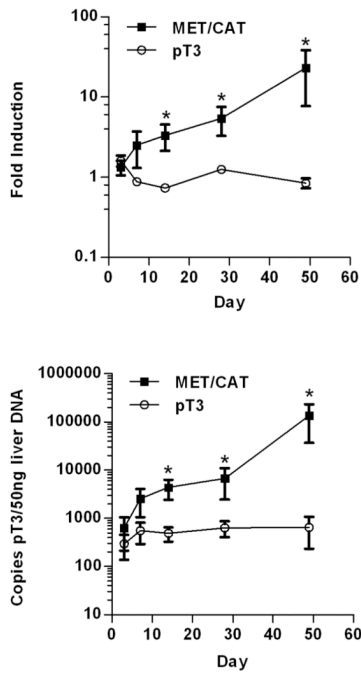 100
MET/CAT
pT3
10
*
*
*
1
0.1
Fold Induction
0 10 20 30 40 50 60
Day
1000000
MET/CAT
pT3
100000
*
10000
*
*
1000
100
10
Copies pT3/50ng liver DNA
0 10 20 30 40 50 60
Day